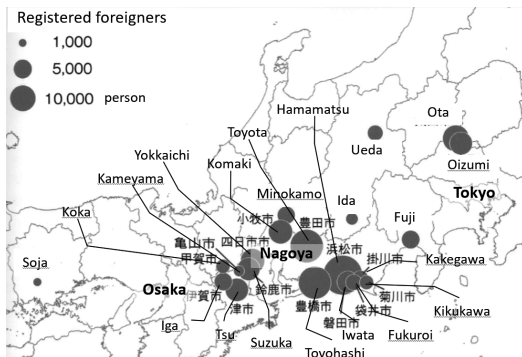 Registered foreigners
1,000
5,000
10,000 person
Hamamatsu
Toyota
Ota
Yokkaichi
Komaki
Ueda
Oizumi
Kameyama
Minokamo
Ida
Tokyo
Koka
小牧市
豊田市
Fuji
亀山市
四日市市
Nagoya
浜松市
掛川市
Kakegawa
甲賀市
Soja
Osaka
伊賀市
鈴鹿市
津市
豊橋市
磐田市
袋井市
菊川市
Kikukawa
Iga
Tsu
Suzuka
Iwata
Fukuroi
Toyohashi